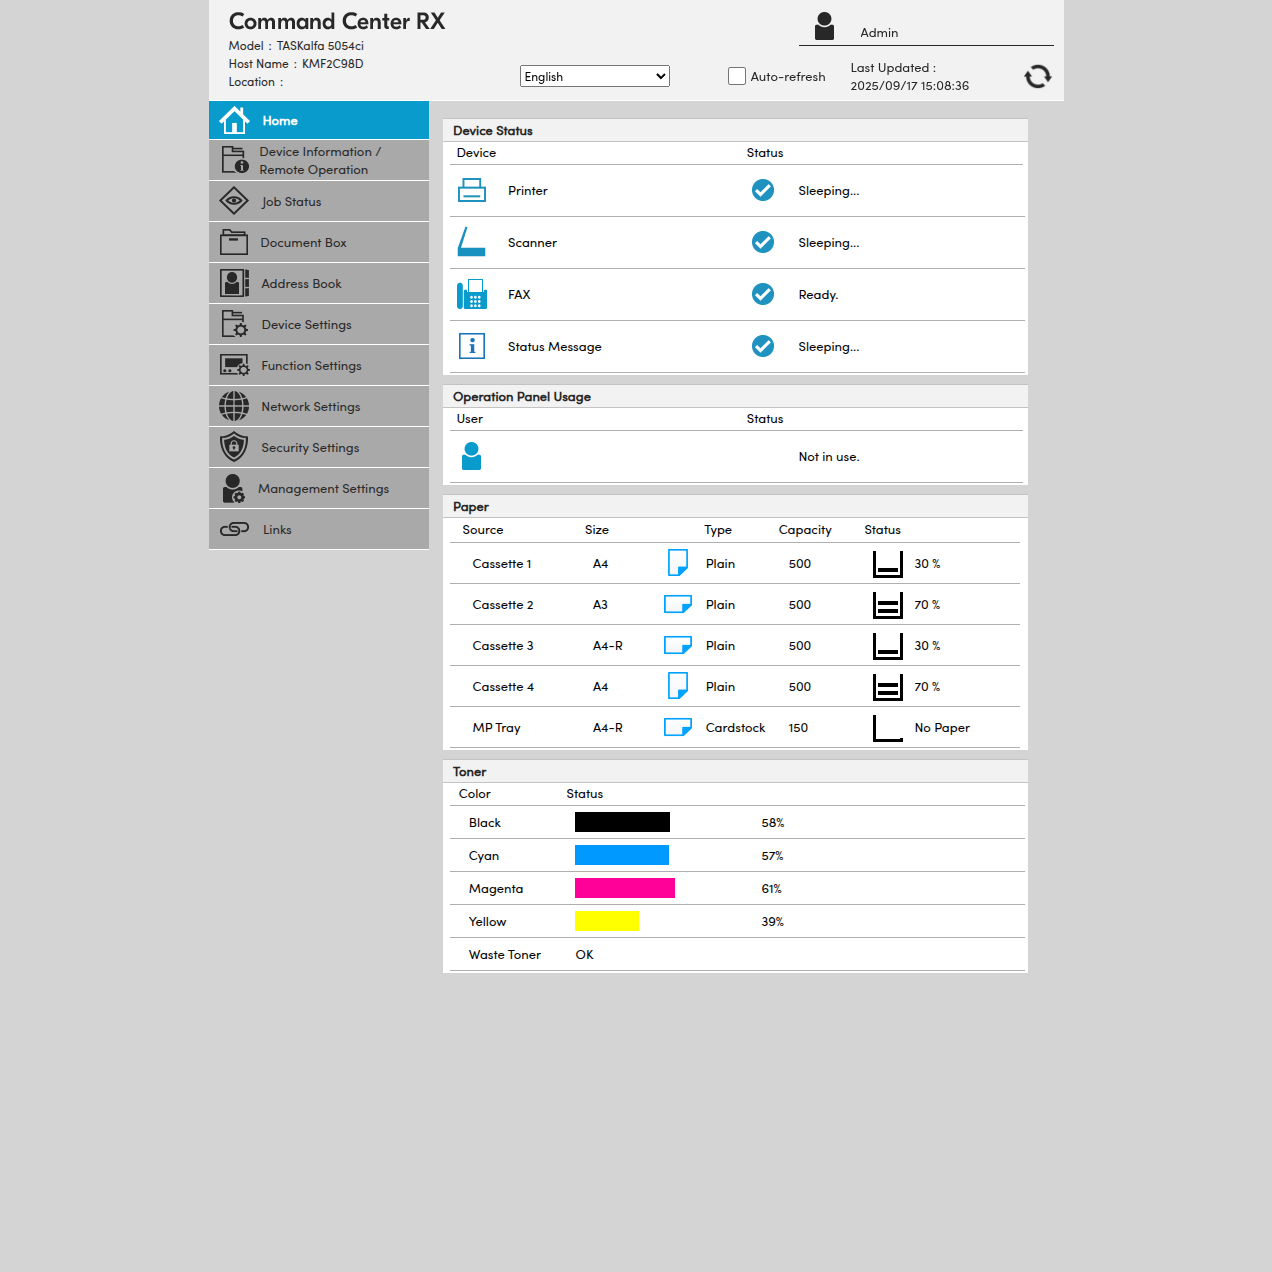 Command Center RX
Model : TASKalfa 5054ci
Host Name : KMF2C98D
Location :
English
Auto-refresh
Admin
Last Updated :
2025/09/17 15:08:36
Home
Device Information /
Remote Operation
Job Status
Document Box
Address Book
Device Settings
Function Settings
Network Settings
Security Settings
Management Settings
Links
Device Status
Device Status
Printer Sleeping...
Scanner Sleeping...
FAX Ready.
Status Message Sleeping...
Operation Panel Usage
User Status
Not in use.
Paper
Source Size Type Capacity Status
Cassette 1 A4 Plain 500 30 %
Cassette 2 A3 Plain 500 70 %
Cassette 3 A4-R Plain 500 30 %
Cassette 4 A4 Plain 500 70 %
MP Tray A4-R Cardstock 150 No Paper
Toner
Color Status
Black 58%
Cyan 57%
Magenta 61%
Yellow 39%
Waste Toner OK